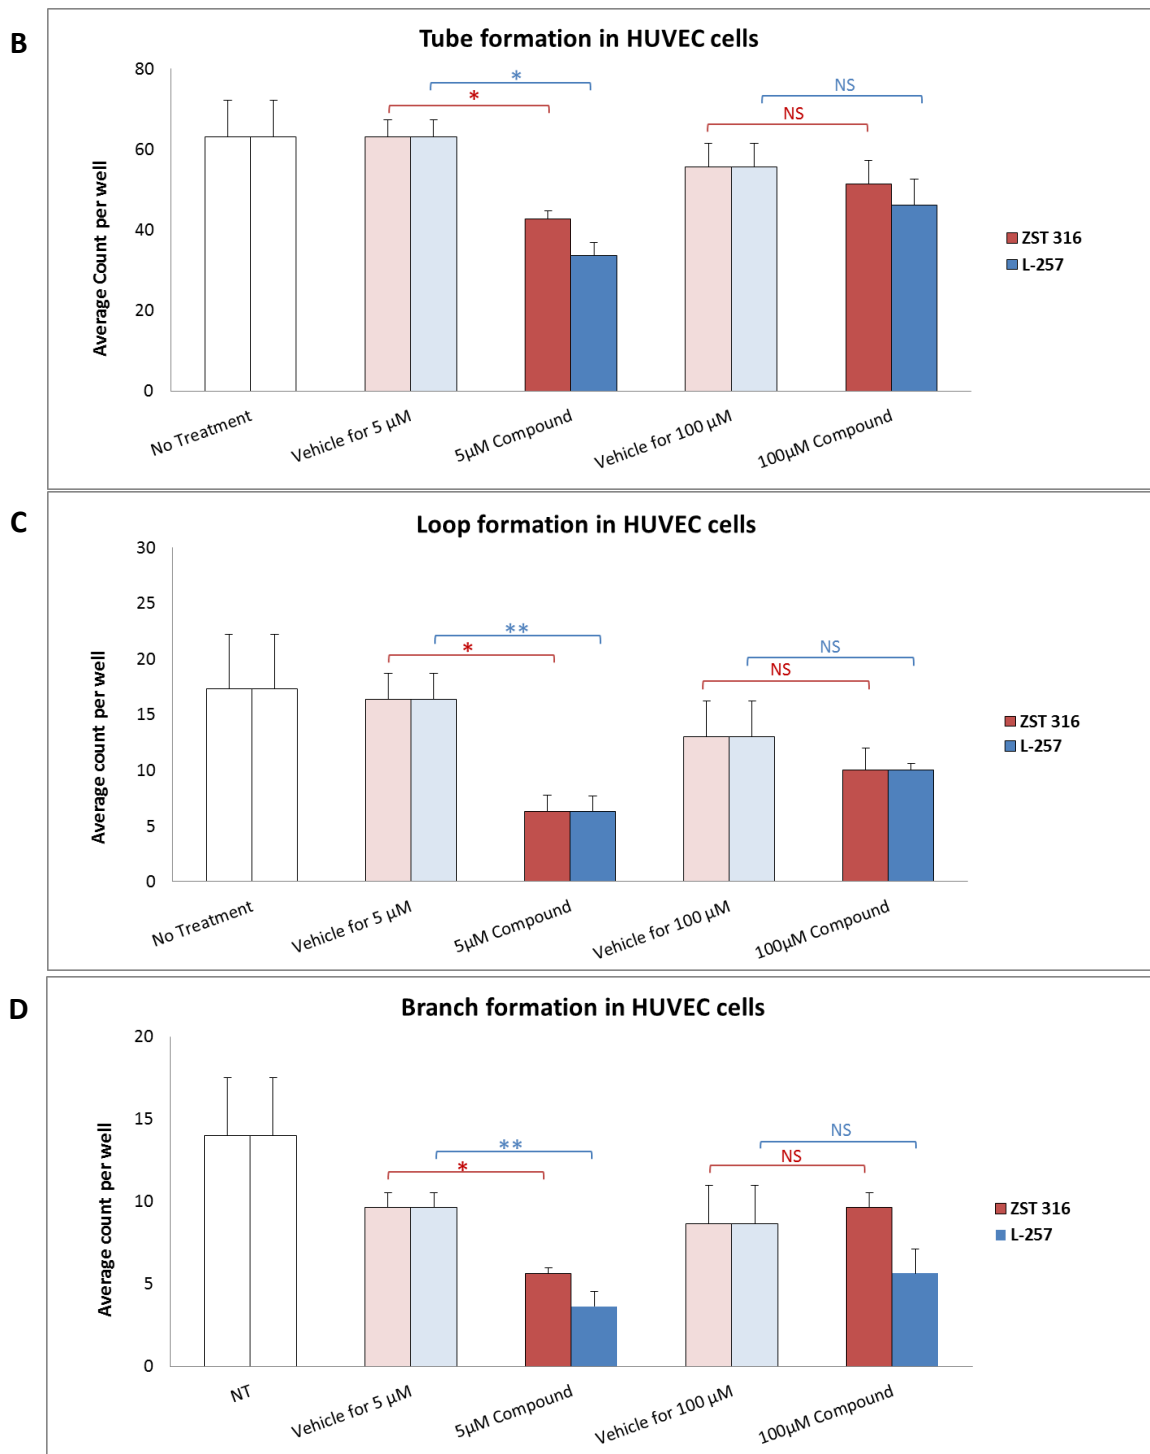 B
Tube formation in HUVEC cells
Average Count per well
80
60
40
20
0
*
*
NS
NS
No Treatment
Vehicle for 5 µM
5µM Compound
Vehicle for 100 µM
100µM Compound
ZST 316
L-257
C
Loop formation in HUVEC cells
Average count per well
30
25
20
15
10
5
0
**
*
NS
NS
No Treatment
Vehicle for 5 µM
5µM Compound
Vehicle for 100 µM
100µM Compound
ZST 316
L-257
D
Branch formation in HUVEC cells
Average count per well
20
15
10
5
0
**
*
NS
NS
NT
Vehicle for 5 µM
5µM Compound
Vehicle for 100 µM
100µM Compound
ZST 316
L-257